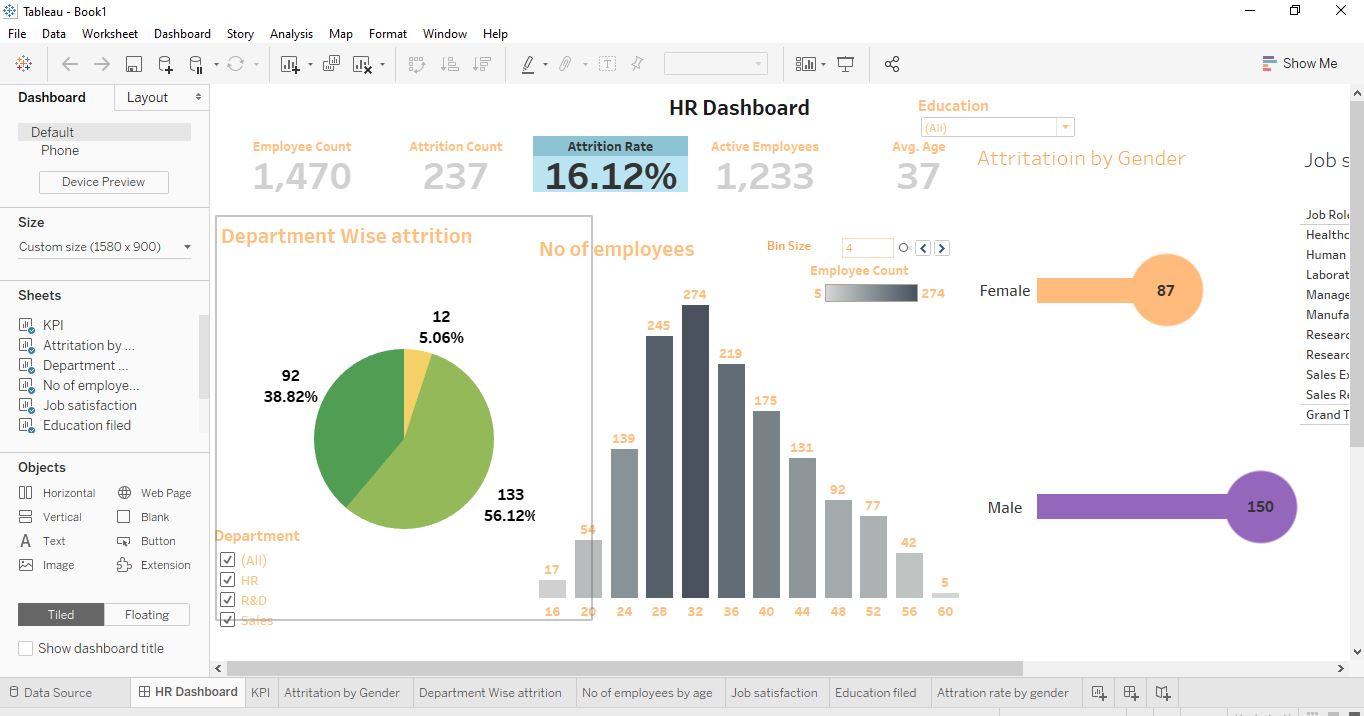 Tableau - Book1
File Data Worksheet Dashboard Story Analysis Map Format Window Help
Show Me
Dashboard Layout
Default
Phone
Device Preview
Size
Custom size (1580 x 900)
Sheets
KPI
Attritation by ...
Department ...
No of employe...
Job satisfaction
Education filed
Objects
Horizontal Web Page
Vertical Blank
Text Button
Image Extension
Tiled Floating
Show dashboard title
HR Dashboard
Education
(All)
Employee Count
1,470
Attrition Count
237
Attrition Rate
16.12%
Active Employees
1,233
Avg. Age
37
Department Wise attrition
12
5.06%
92
38.82%
133
56.12%
Department
(All)
HR
R&D
Sales
No of employees
Bin Size 4
Employee Count
5 274
17 54 139 245 274 219 175 131 92 77 42 5
16 20 24 28 32 36 40 44 48 52 56 60
Attritatioin by Gender
Female 87
Male 150
Job s
Job Role
Healthc
Human
Laborat
Manage
Manufa
Researc
Researc
Sales Ex
Sales Re
Grand T
Data Source HR Dashboard KPI Attritation by Gender Department Wise attrition No of employees by age Job satisfaction Education filed Attration rate by gender